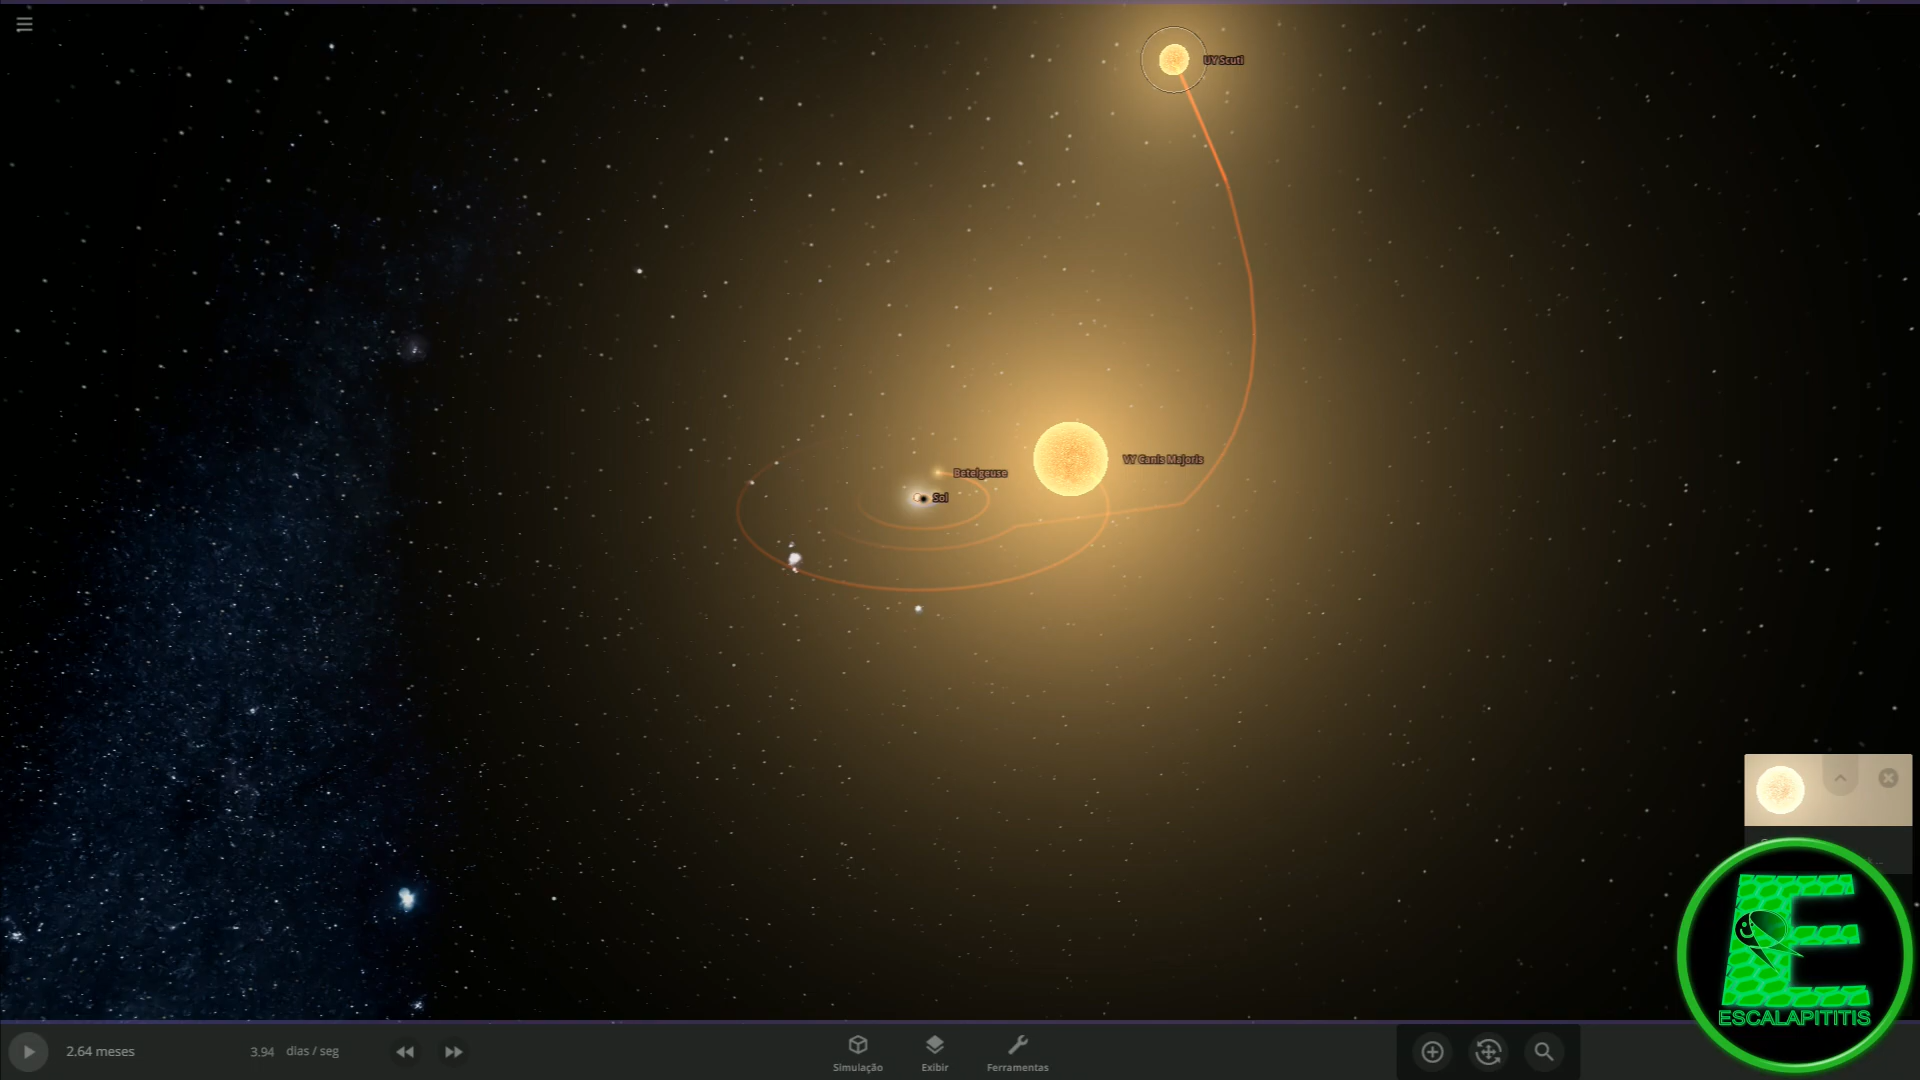 UY Scuti
VY Canis Majoris
Betelgeuse
Sol
ESCALAPITITIS
2.64 meses
3.94 dias / seg
Simulação
Exibir
Ferramentas